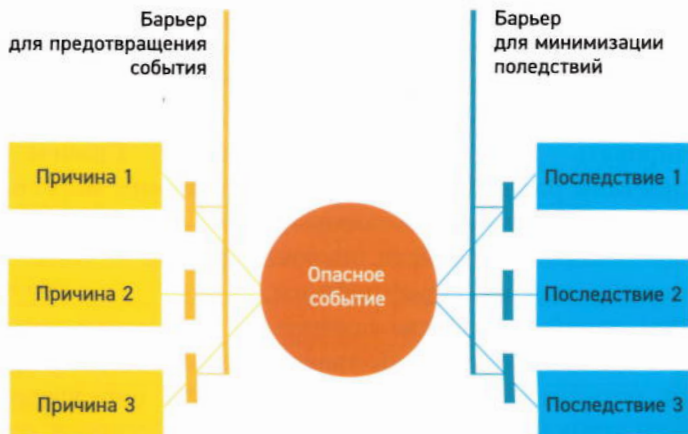 Барьер
для предотвращения
события
Барьер
для минимизации
поледствий
Причина 1
Последствие 1
Опасное
событие
Причина 2
Последствие 2
Причина 3
Последствие 3